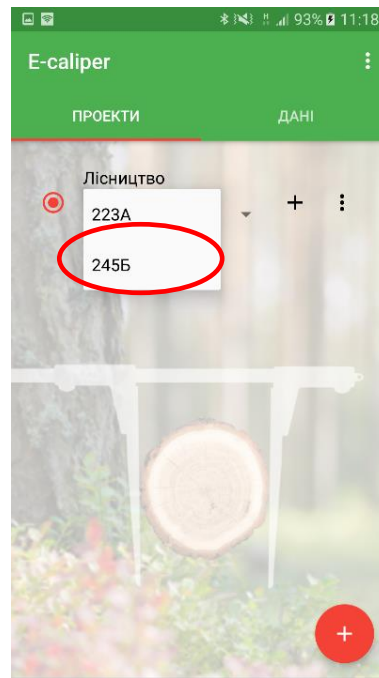 93% 11:18
E-caliper
ПРОЕКТИ ДАНІ
Лісництво
223А
245Б